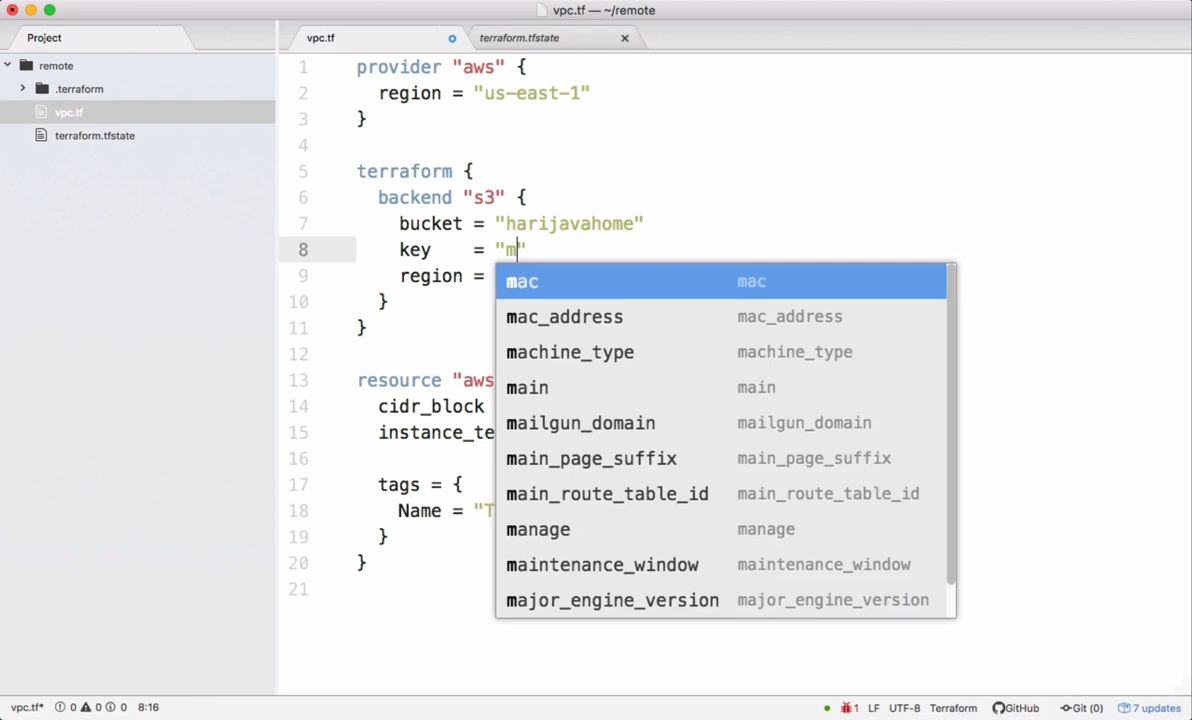 vpc.tf — ~/remote
Project
vpc.tf
terraform.tfstate
remote
.terraform
vpc.tf
terraform.tfstate
1 provider "aws" {
2 region = "us-east-1"
3 }
4
5 terraform {
6 backend "s3" {
7 bucket = "harijavahome"
8 key = "m"
9 region =
10 }
11 }
12
13 resource "aws
14 cidr_block
15 instance_te
16
17 tags = {
18 Name = "T
19 }
20 }
21
mac mac
mac_address mac_address
machine_type machine_type
main main
mailgun_domain mailgun_domain
main_page_suffix main_page_suffix
main_route_table_id main_route_table_id
manage manage
maintenance_window maintenance_window
major_engine_version major_engine_version
vpc.tf* 0 0 0 8:16
1 LF UTF-8 Terraform GitHub Git (0) 7 updates